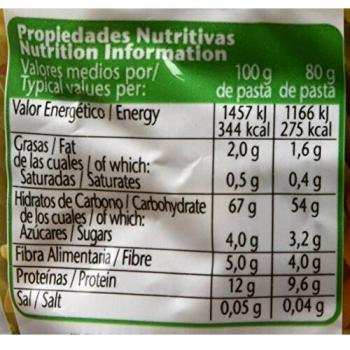 Propiedades Nutritivas
Nutrition Information
Valores medios por/ 100 g 80 g
Typical values per: de pasta de pasta
Valor Energético / Energy 1457 kJ 1166 kJ
344 kcal 275 kcal
Grasas / Fat 2,0 g 1,6 g
de las cuales / of which:
Saturadas / Saturates 0,5 g 0,4 g
Hidratos de Carbono / Carbohydrate 67 g 54 g
de los cuales / of which:
Azúcares / Sugars 4,0 g 3,2 g
Fibra Alimentaria / Fibre 5,0 g 4,0 g
Proteínas / Protein 12 g 9,6 g
Sal / Salt 0,05 g 0,04 g